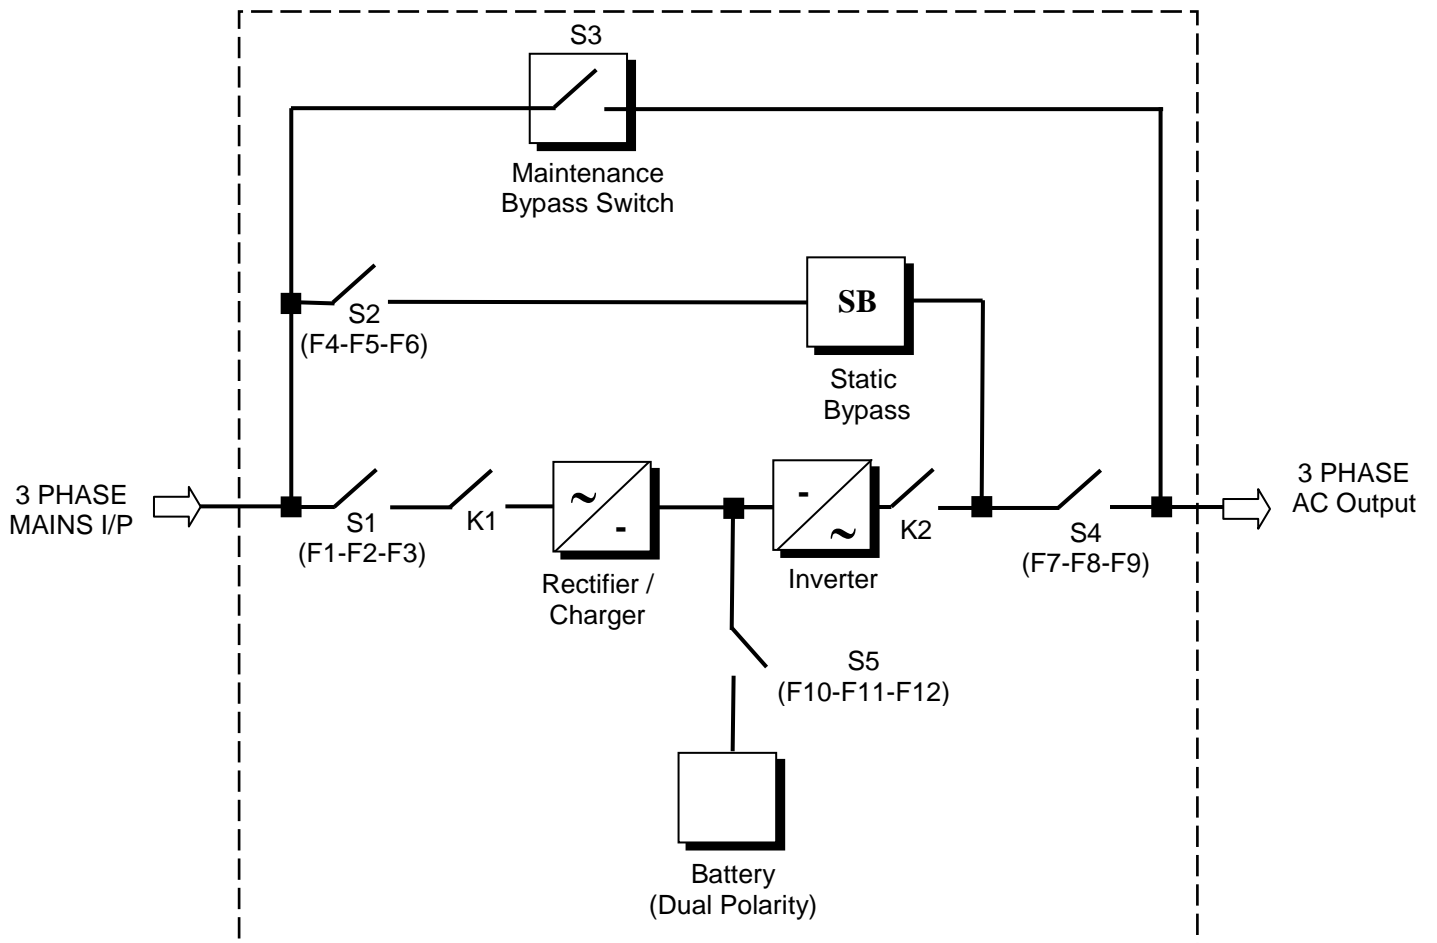 S3
Maintenance
Bypass Switch
S2
(F4-F5-F6)
SB
Static
Bypass
3 PHASE
MAINS I/P
S1
(F1-F2-F3)
K1
~
-
Rectifier /
Charger
-
~
Inverter
K2
S4
(F7-F8-F9)
3 PHASE
AC Output
S5
(F10-F11-F12)
Battery
(Dual Polarity)